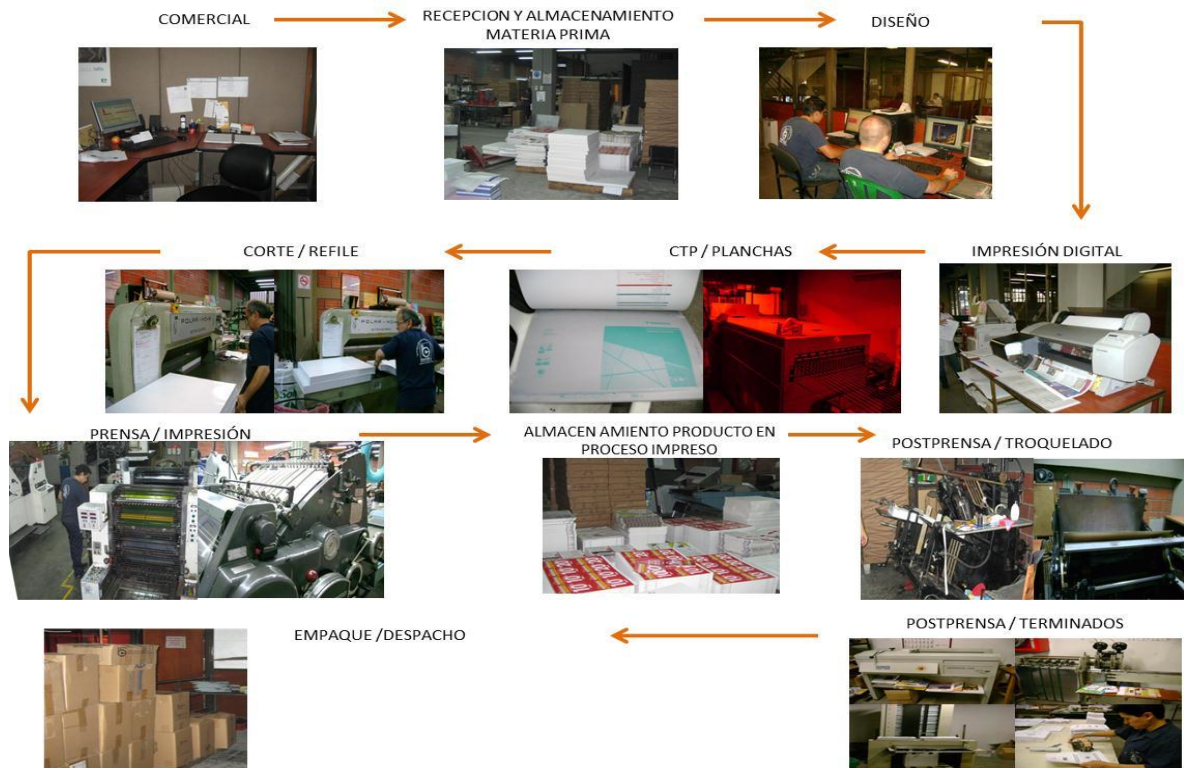 COMERCIAL
RECEPCION Y ALMACENAMIENTO
MATERIA PRIMA
DISEÑO
CORTE / REFILE
CTP / PLANCHAS
IMPRESIÓN DIGITAL
PRENSA / IMPRESIÓN
ALMACEN AMIENTO PRODUCTO EN
PROCESO IMPRESO
POSTPRENSA / TROQUELADO
EMPAQUE /DESPACHO
POSTPRENSA / TERMINADOS